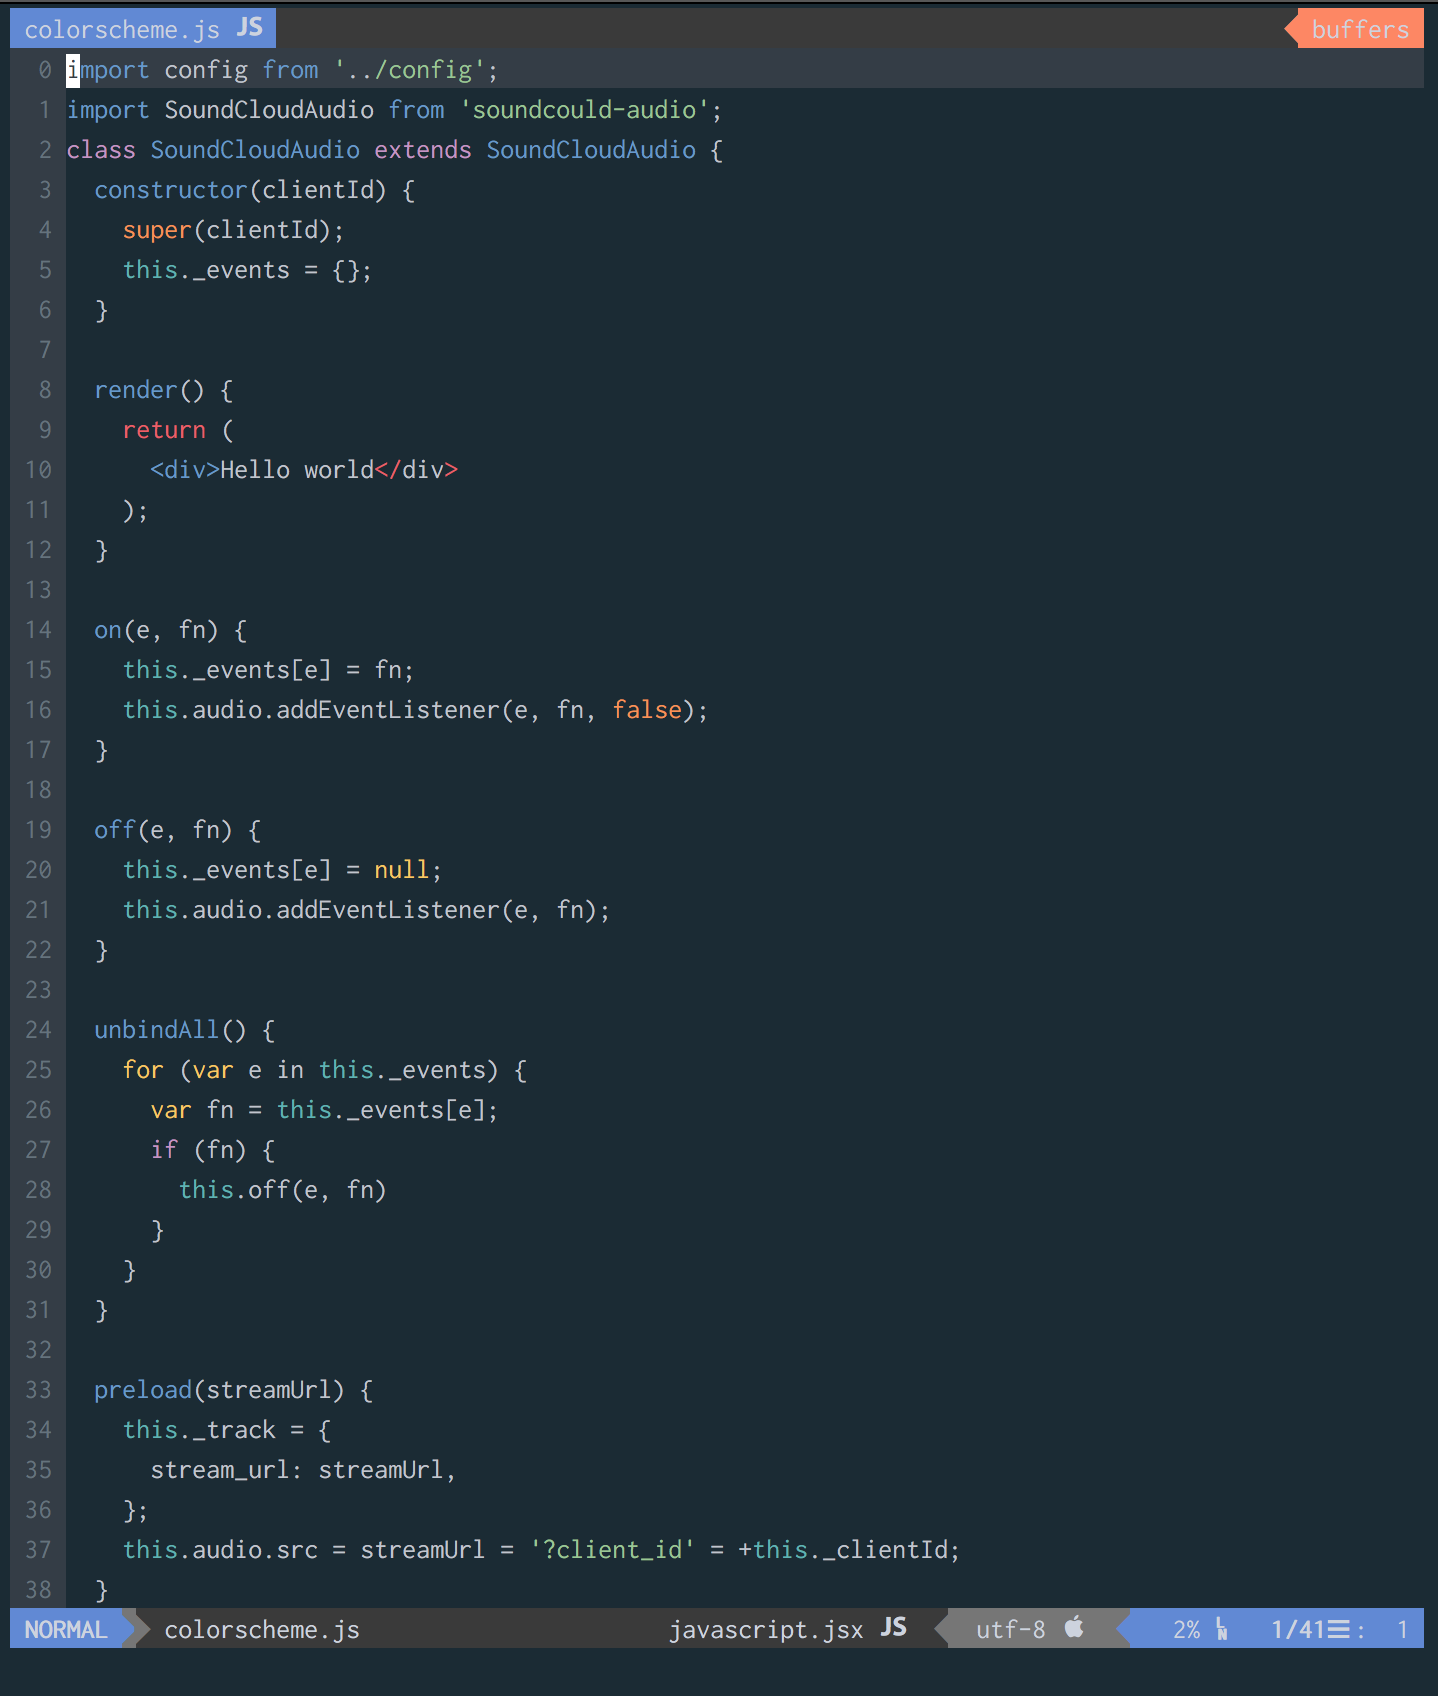 colorscheme.js JS buffers
0 import config from '../config';
1 import SoundCloudAudio from 'soundcould-audio';
2 class SoundCloudAudio extends SoundCloudAudio {
3   constructor(clientId) {
4     super(clientId);
5     this._events = {};
6   }
7
8   render() {
9     return (
10       <div>Hello world</div>
11     );
12   }
13
14   on(e, fn) {
15     this._events[e] = fn;
16     this.audio.addEventListener(e, fn, false);
17   }
18
19   off(e, fn) {
20     this._events[e] = null;
21     this.audio.addEventListener(e, fn);
22   }
23
24   unbindAll() {
25     for (var e in this._events) {
26       var fn = this._events[e];
27       if (fn) {
28         this.off(e, fn)
29       }
30     }
31   }
32
33   preload(streamUrl) {
34     this._track = {
35       stream_url: streamUrl,
36     };
37     this.audio.src = streamUrl = '?client_id' = +this._clientId;
38   }
NORMAL colorscheme.js javascript.jsx JS utf-8 2% LN 1/41☰: 1